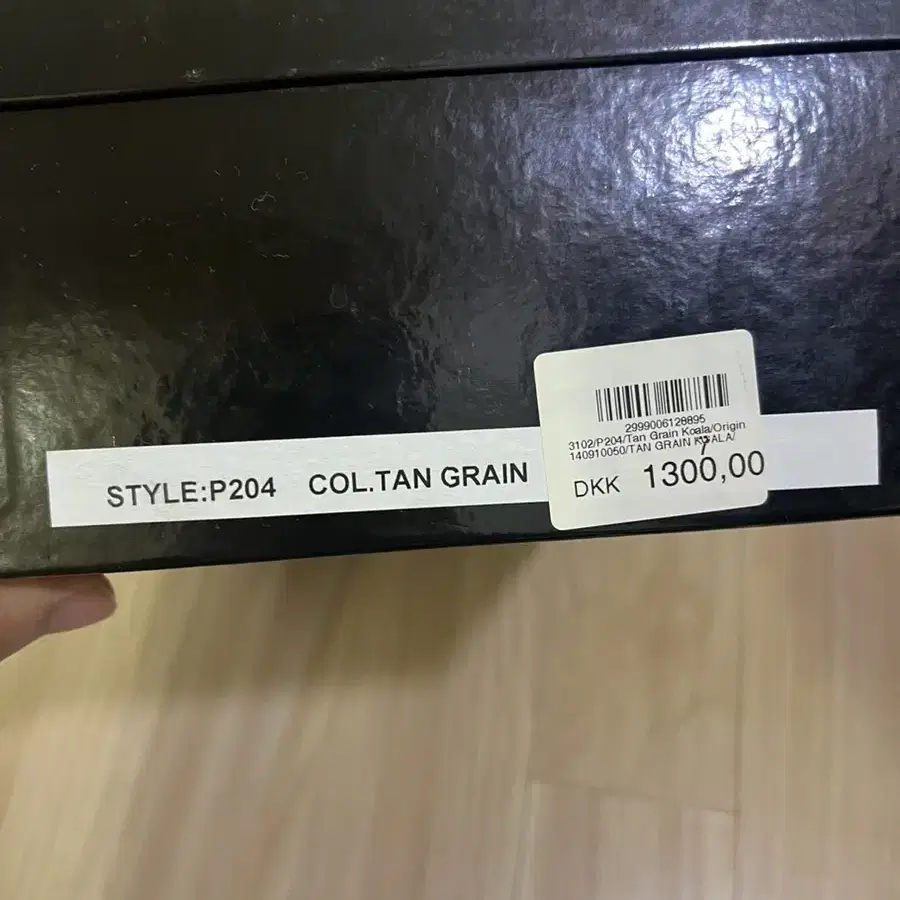 STYLE:P204 COL.TAN GRAIN
2999006128895
3102/P204/Tan Grain Koala/Origin
140910050/TAN GRAIN KOALA/
7
DKK 1300,00